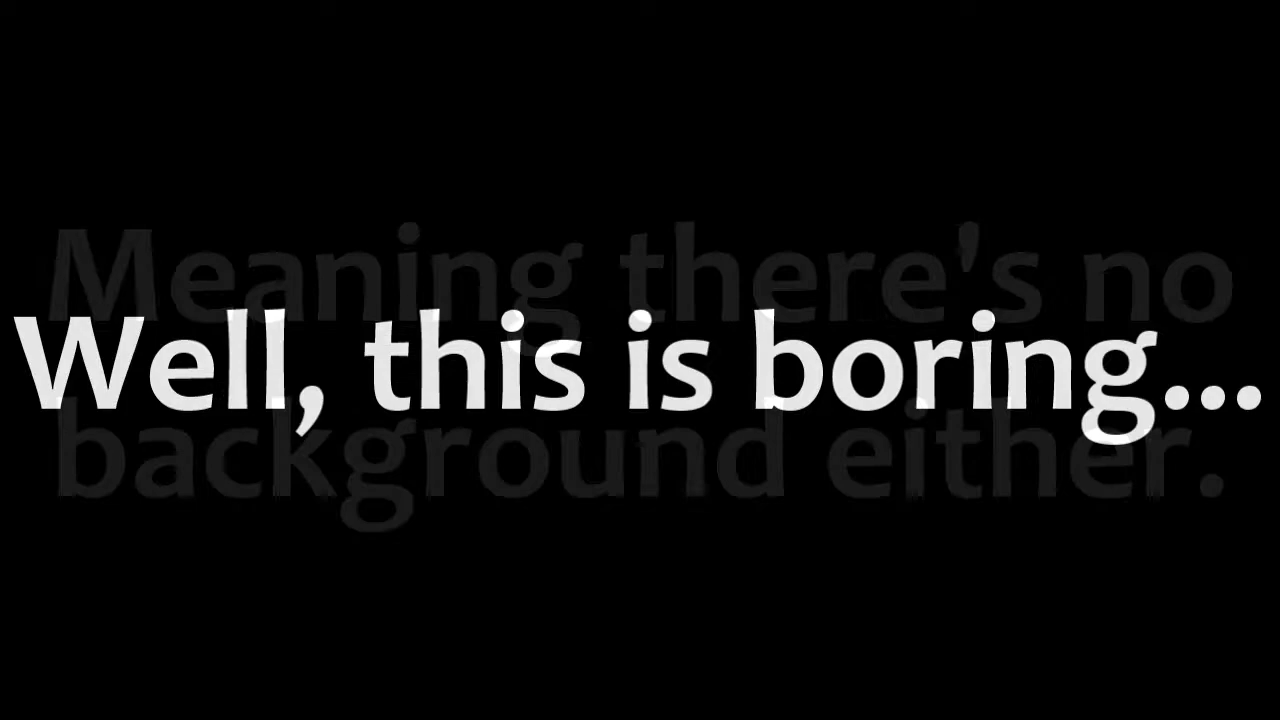 Meaning there's no
Well, this is boring...
background either.